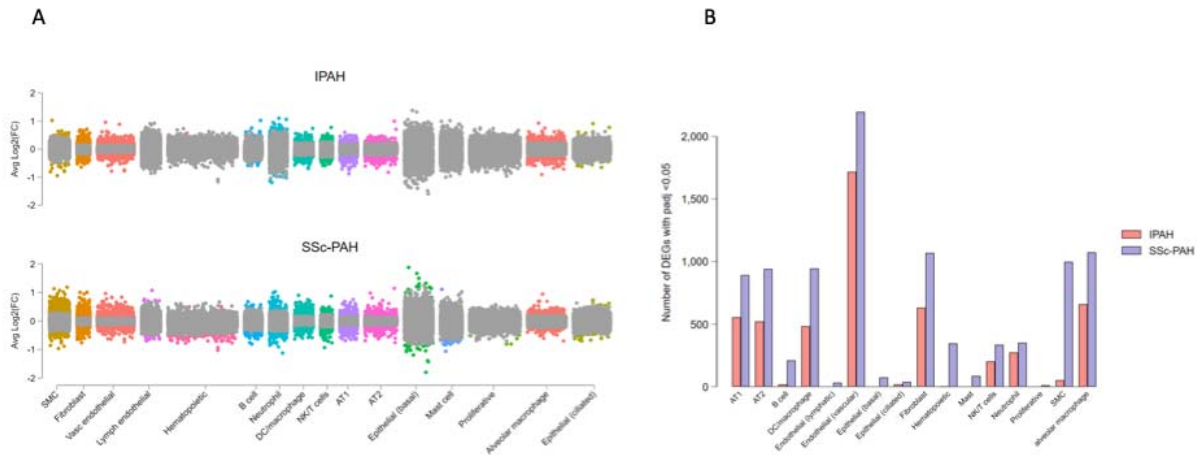 A
B
IPAH
Avg Log2(FC)
2
1
0
-1
-2
SSc-PAH
Avg Log2(FC)
2
1
0
-1
-2
SMC
Fibroblast
Vasc endothelial
Lymph endothelial
Hematopoietic
B cell
Neutrophil
DC/macrophage
NK/T cells
AT1
AT2
Epithelial (basal)
Mast cell
Proliferative
Alveolar macrophage
Epithelial (ciliated)
Number of DEGs with padj <0.05
2,000
1,500
1,000
500
0
IPAH
SSc-PAH
AT1
AT2
B cell
DC/macrophage
Endothelial (lymphatic)
Endothelial (vascular)
Epithelial (basal)
Epithelial (ciliated)
Fibroblast
Hematopoietic
Mast
NK/T cells
Neutrophil
Proliferative
SMC
alveolar macrophage